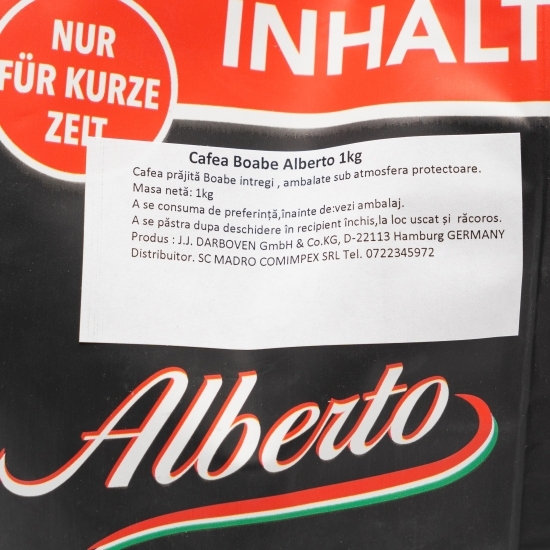 INHALT
NUR
FÜR KURZE
ZEIT
Cafea Boabe Alberto 1kg
Cafea prăjită Boabe intregi , ambalate sub atmosfera protectoare.
Masa netă: 1kg
A se consuma de preferință,înainte de:vezi ambalaj.
A se păstra dupa deschidere în recipient închis,la loc uscat și răcoros.
Produs : J.J. DARBOVEN GmbH & Co.KG, D-22113 Hamburg GERMANY
Distribuitor. SC MADRO COMIMPEX SRL Tel. 0722345972
Alberto